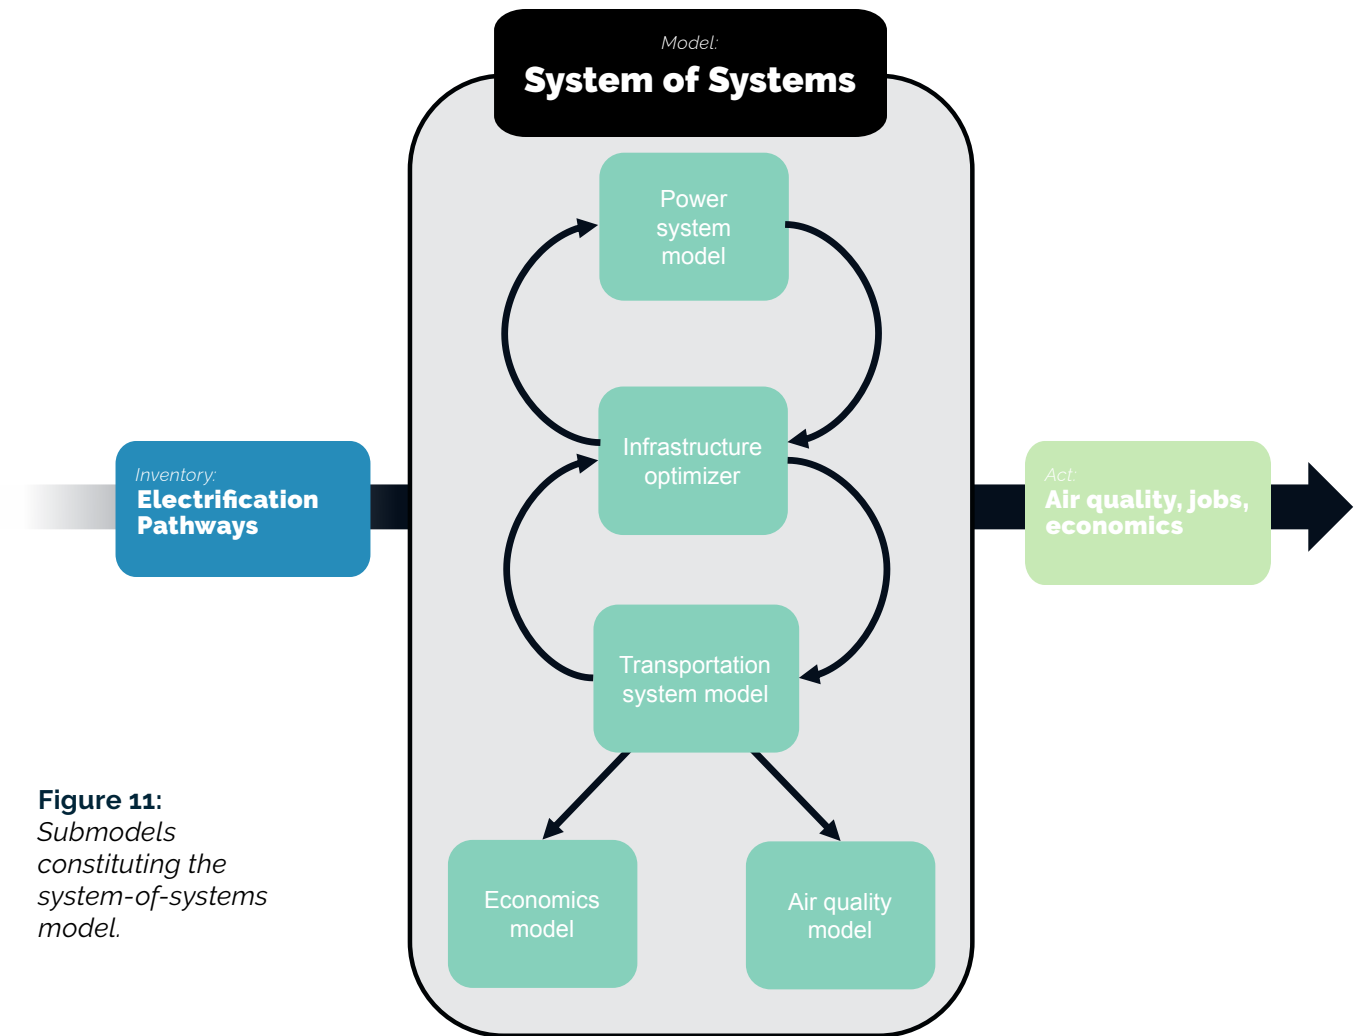 Model:
System of Systems
Power
system
model
Infrastructure
optimizer
Inventory:
Electrification
Pathways
Act:
Air quality, jobs,
economics
Transportation
system model
Figure 11:
Submodels
constituting the
system-of-systems
model.
Economics
model
Air quality
model